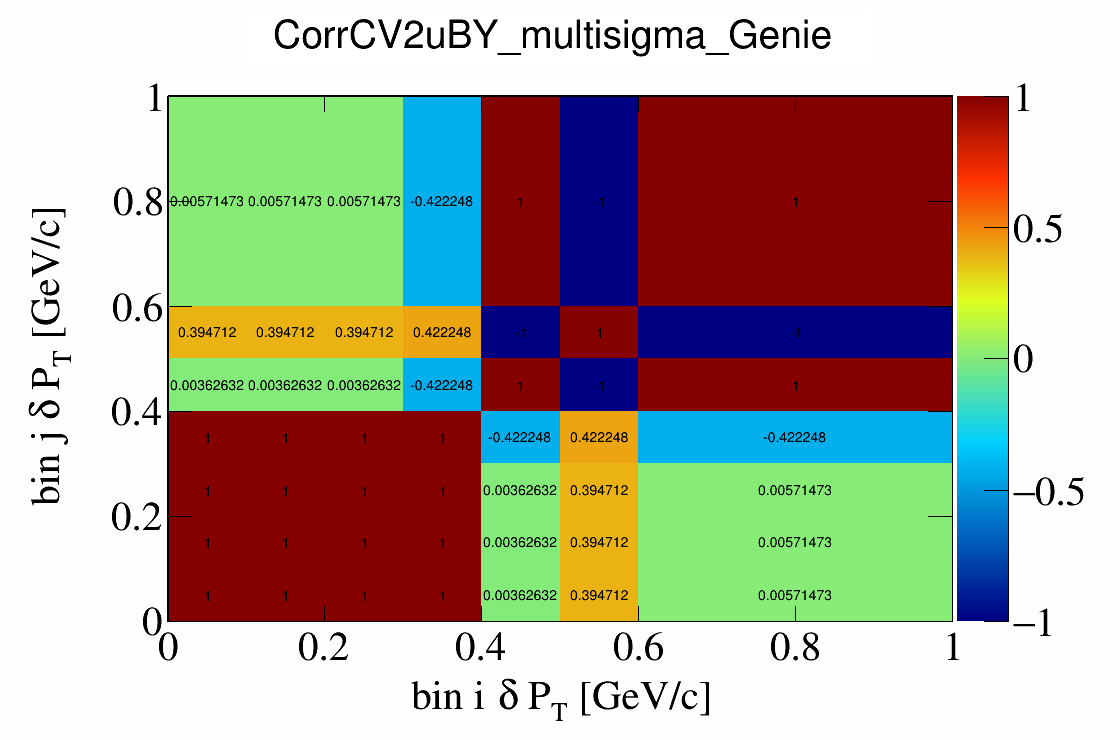 CorrCV2uBY_multisigma_Genie
1
0.8
0.6
0.4
0.2
0
bin j δ P_T [GeV/c]
0.00571473 0.00571473 0.00571473 -0.422248 1 -1 1
0.394712 0.394712 0.394712 0.422248 -1 1 -1
0.00362632 0.00362632 0.00362632 -0.422248 1 -1 1
1 1 1 1 -0.422248 0.422248 -0.422248
1 1 1 1 0.00362632 0.394712 0.00571473
1 1 1 1 0.00362632 0.394712 0.00571473
1 1 1 1 0.00362632 0.394712 0.00571473
0 0.2 0.4 0.6 0.8 1
bin i δ P_T [GeV/c]
1
0.5
0
−0.5
−1